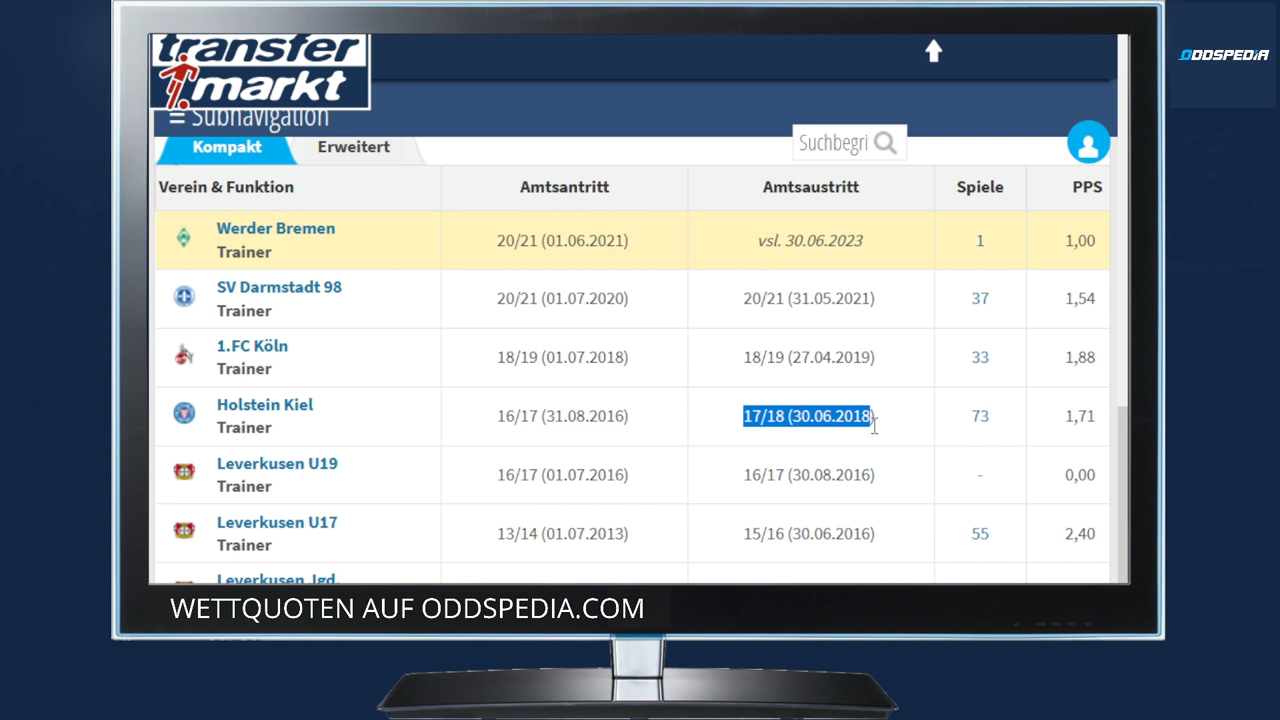 transfer
markt
ODDSPEDIA
≡ Subnavigation
Kompakt Erweitert Suchbegri
Verein & Funktion Amtsantritt Amtsaustritt Spiele PPS
Werder Bremen
Trainer 20/21 (01.06.2021) vsl. 30.06.2023 1 1,00
SV Darmstadt 98
Trainer 20/21 (01.07.2020) 20/21 (31.05.2021) 37 1,54
1.FC Köln
Trainer 18/19 (01.07.2018) 18/19 (27.04.2019) 33 1,88
Holstein Kiel
Trainer 16/17 (31.08.2016) 17/18 (30.06.2018) 73 1,71
Leverkusen U19
Trainer 16/17 (01.07.2016) 16/17 (30.08.2016) - 0,00
Leverkusen U17
Trainer 13/14 (01.07.2013) 15/16 (30.06.2016) 55 2,40
Leverkusen Jgd.
WETTQUOTEN AUF ODDSPEDIA.COM